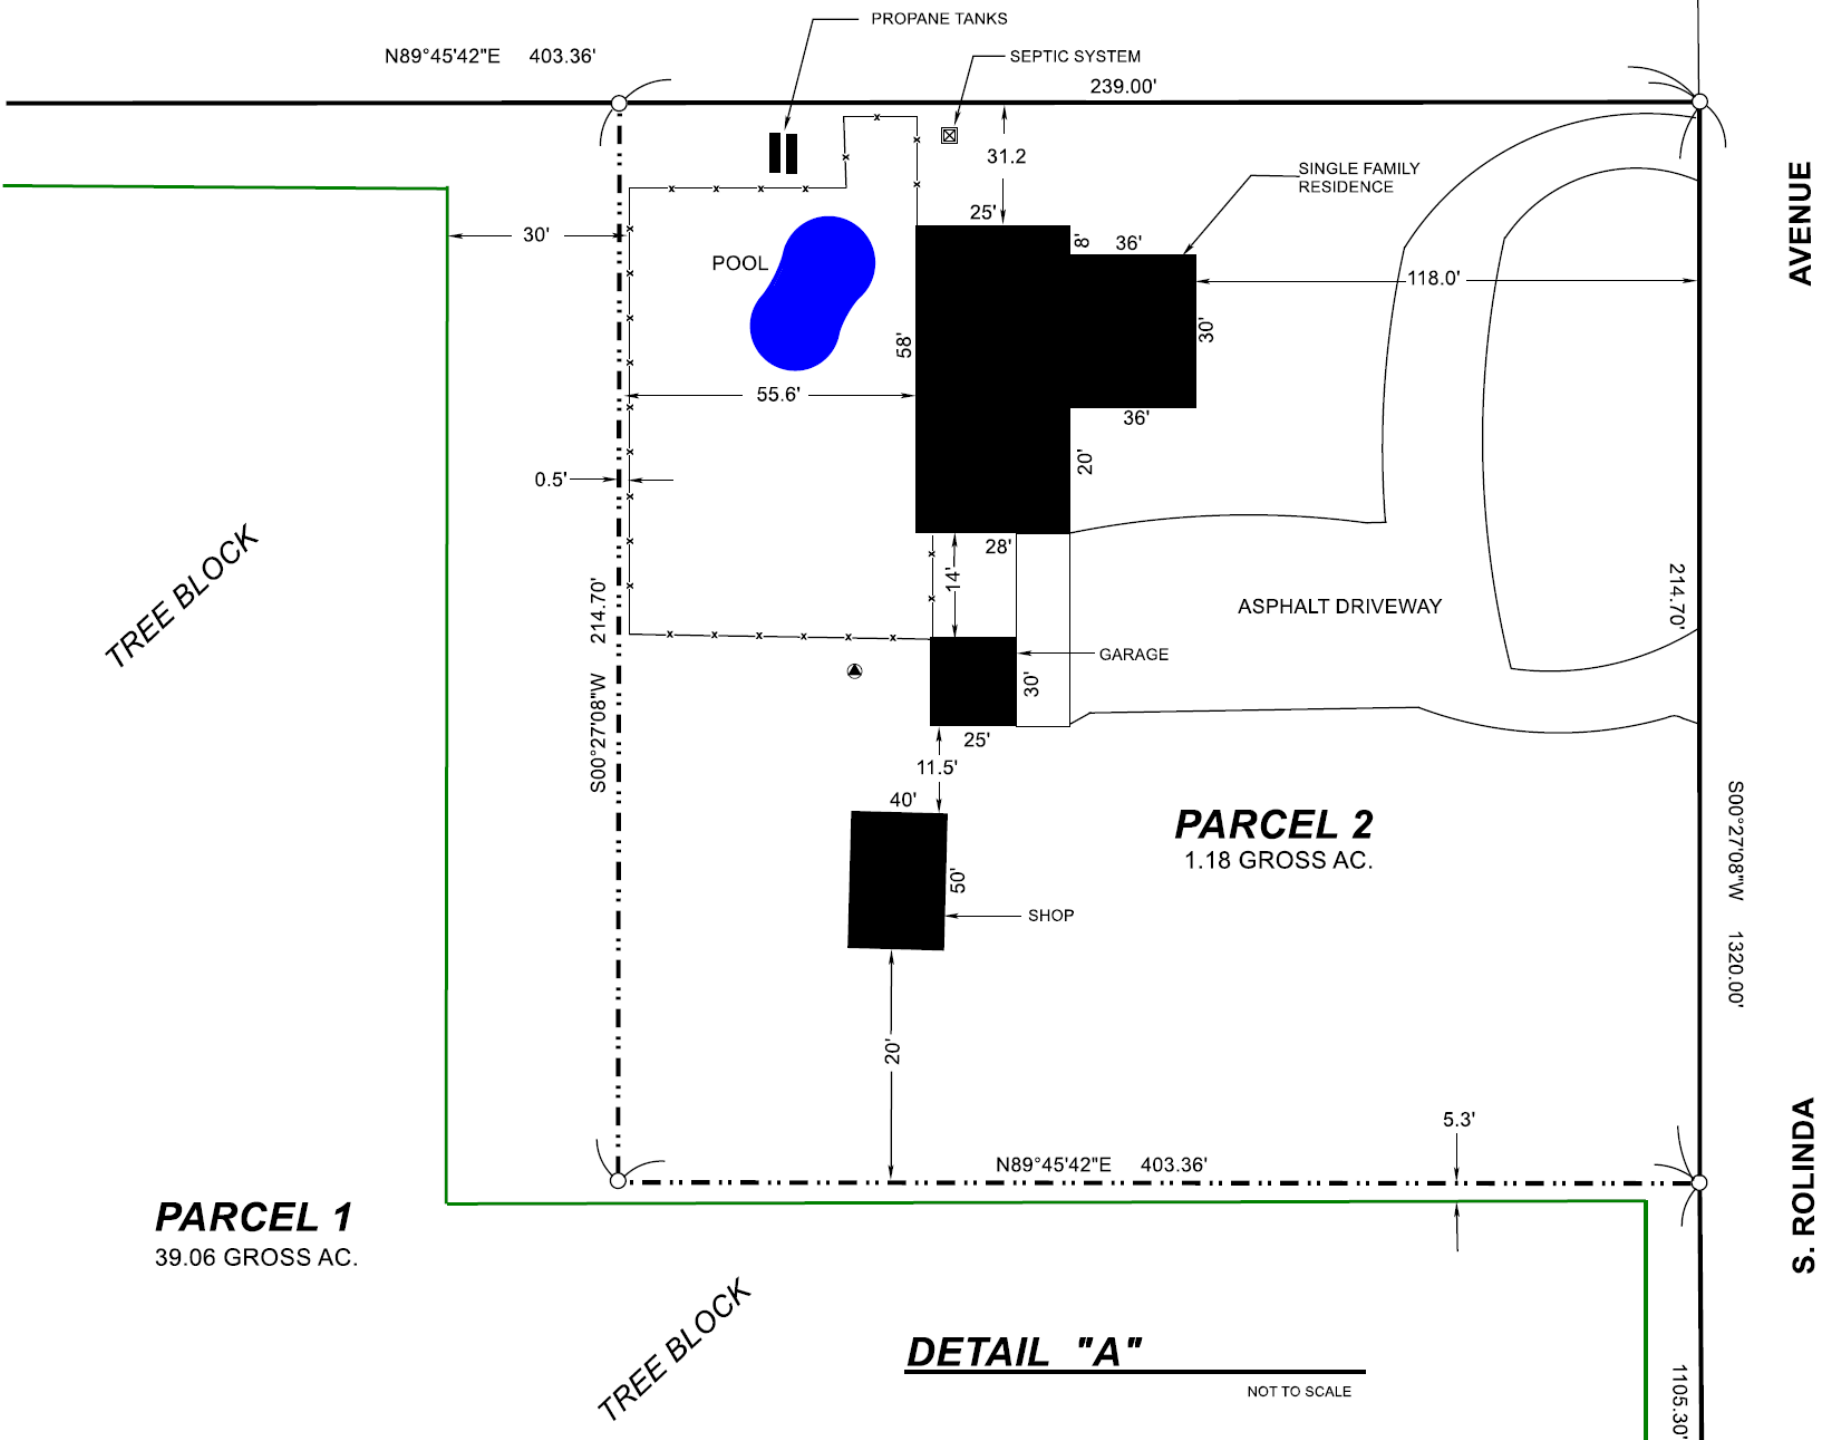 PROPANE TANKS
N89°45'42"E 403.36'
SEPTIC SYSTEM
239.00'
31.2
SINGLE FAMILY
RESIDENCE
AVENUE
25'
30'
8'
36'
POOL
118.0'
58'
30'
55.6'
36'
20'
0.5'
TREE BLOCK
28'
14'
214.70'
S00°27'08"W 214.70'
ASPHALT DRIVEWAY
GARAGE
30'
25'
11.5'
40'
PARCEL 2
1.18 GROSS AC.
50'
SHOP
S00°27'08"W 1320.00'
20'
5.3'
N89°45'42"E 403.36'
S. ROLINDA
PARCEL 1
39.06 GROSS AC.
TREE BLOCK
DETAIL "A"
NOT TO SCALE
1105.30'